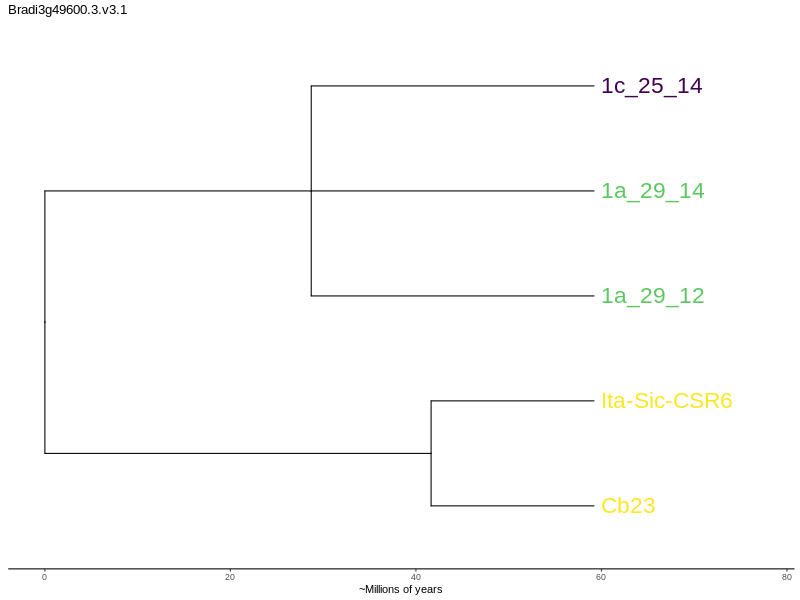 Bradi3g49600.3.v3.1
1c_25_14
1a_29_14
1a_29_12
Ita-Sic-CSR6
Cb23
0 20 40 60 80
~Millions of years